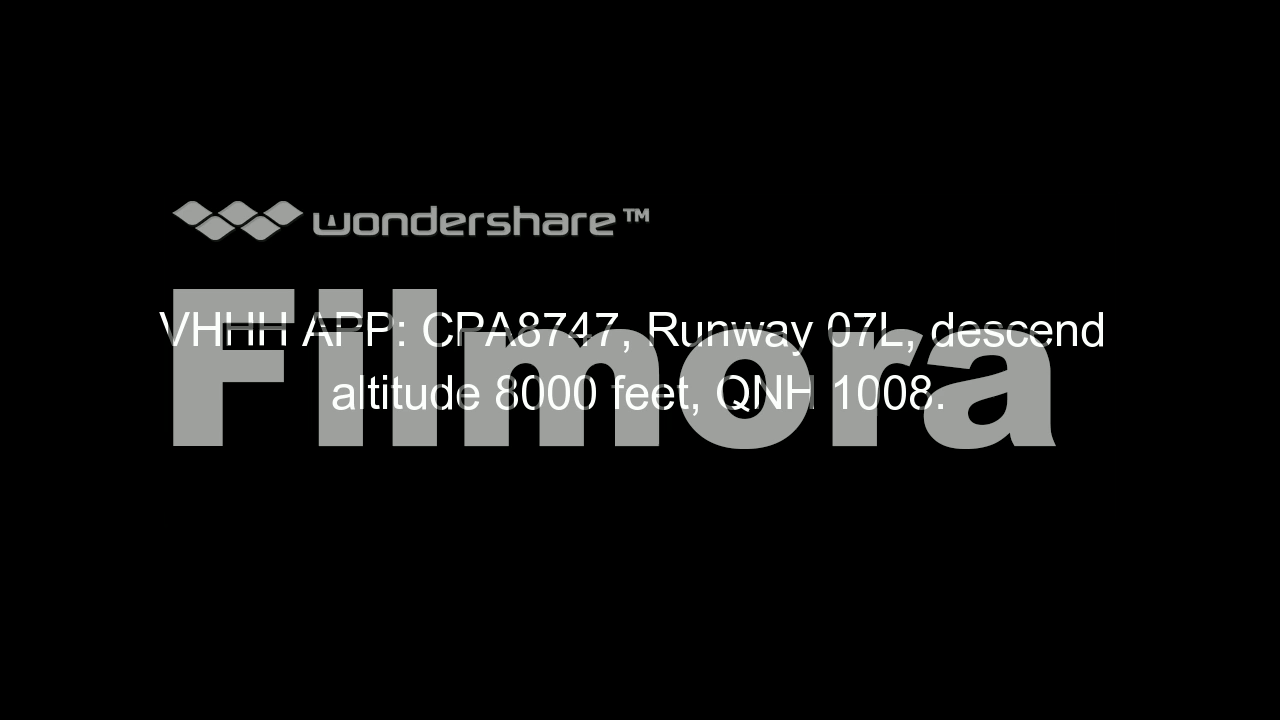 wondershare™
Filmora
VHHH APP: CPA8747, Runway 07L, descend
altitude 8000 feet, QNH 1008.